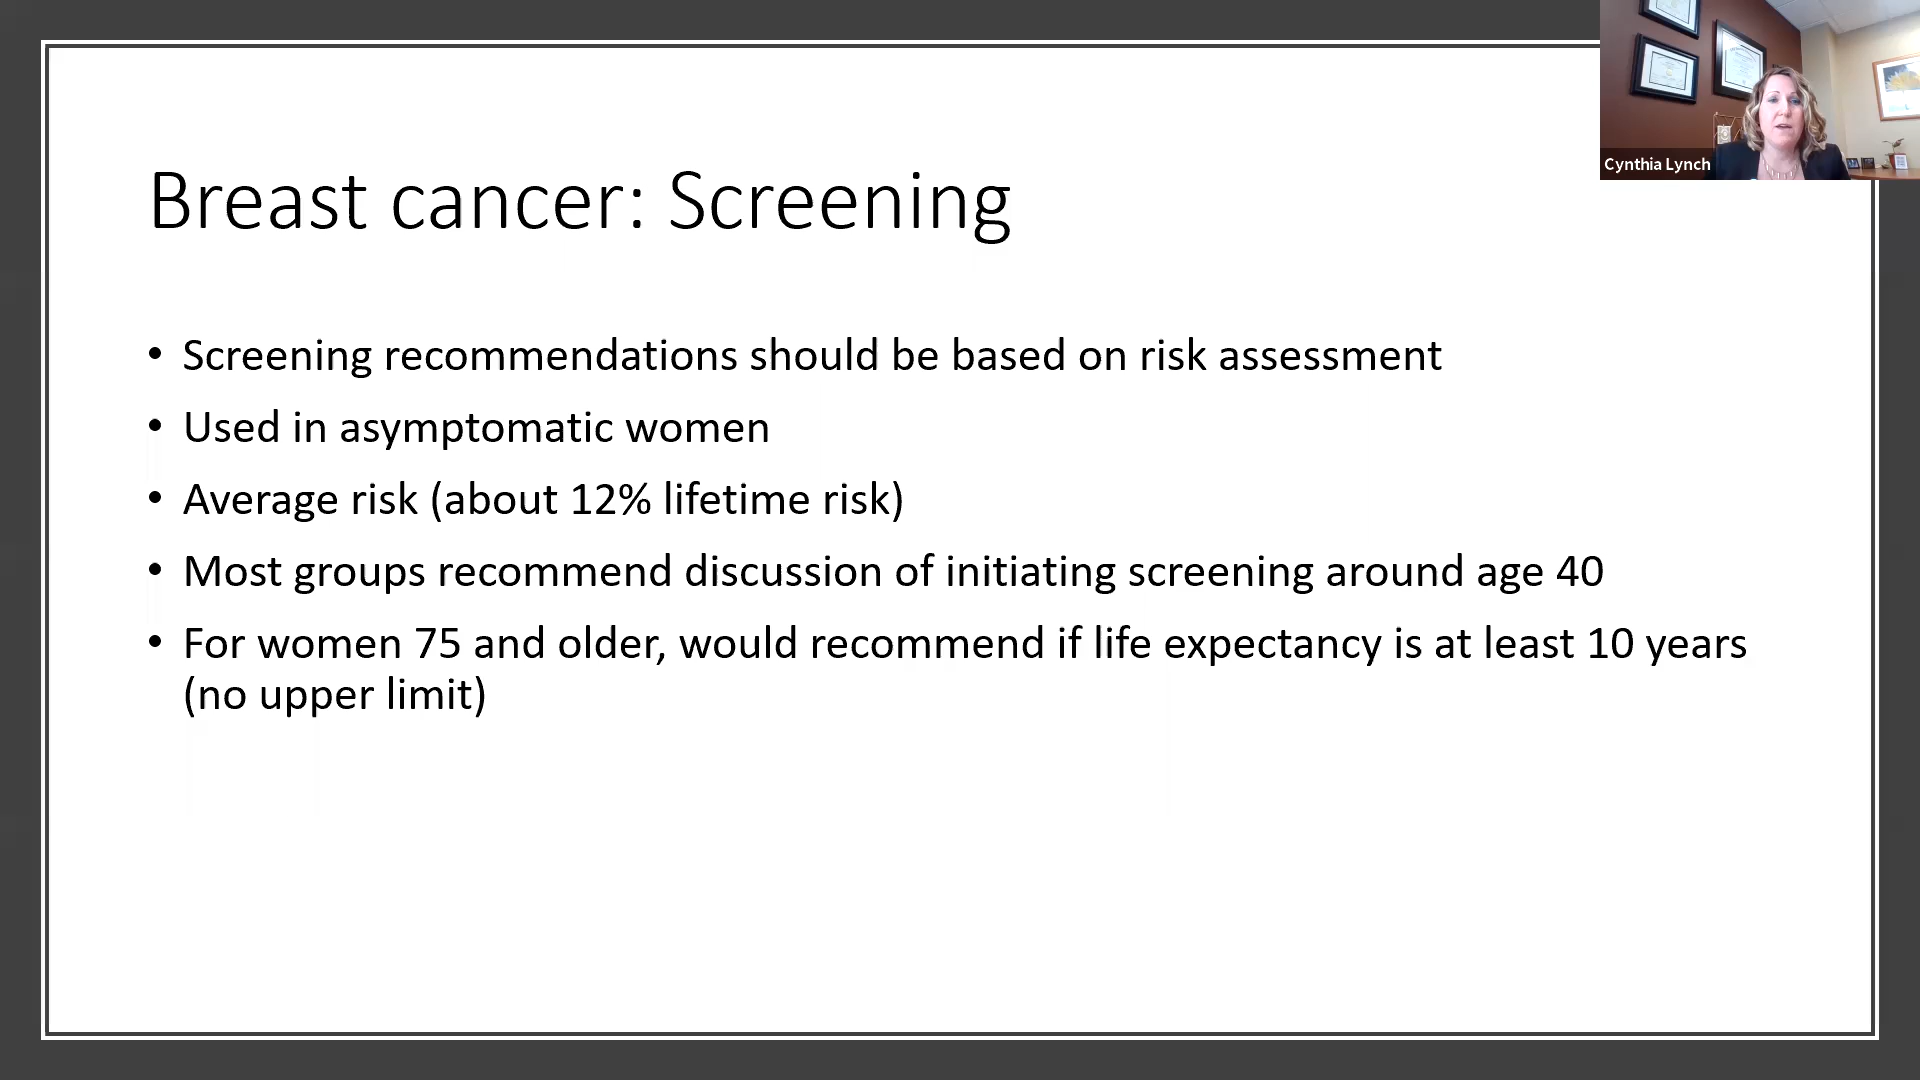 Breast cancer: Screening
• Screening recommendations should be based on risk assessment
• Used in asymptomatic women
• Average risk (about 12% lifetime risk)
• Most groups recommend discussion of initiating screening around age 40
• For women 75 and older, would recommend if life expectancy is at least 10 years
(no upper limit)
Cynthia Lynch